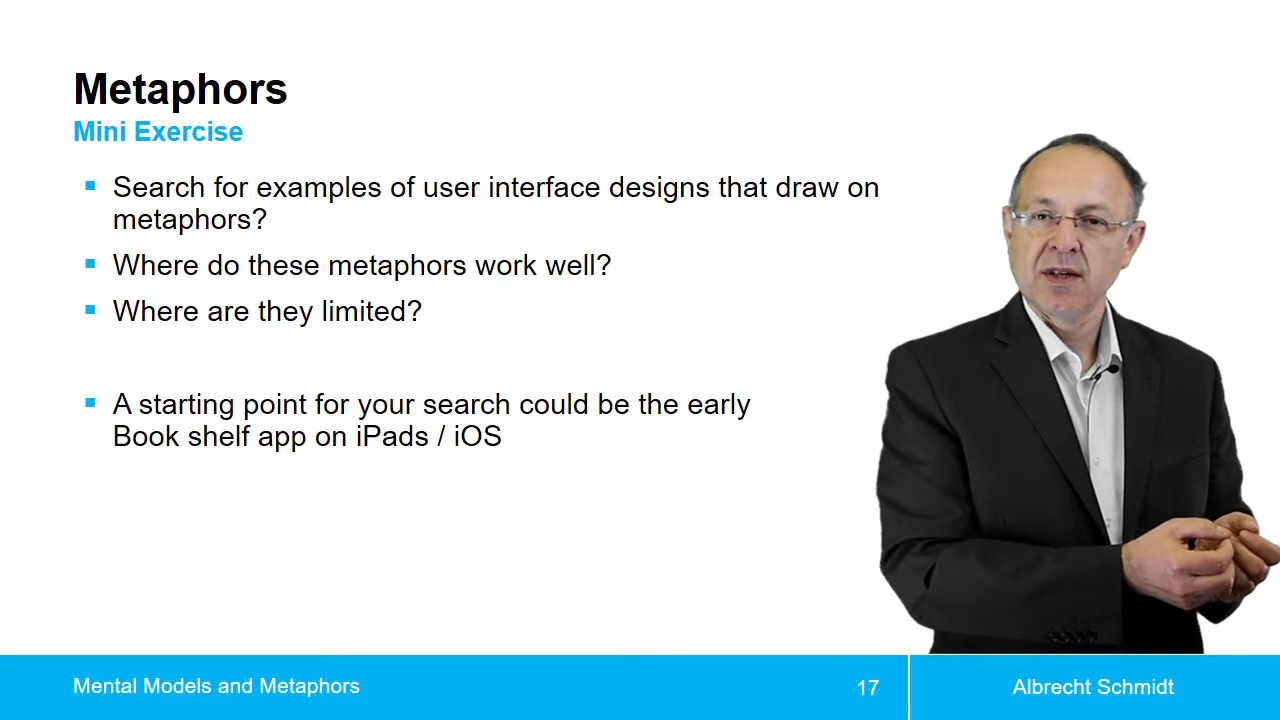 Metaphors
Mini Exercise
Search for examples of user interface designs that draw on
metaphors?
Where do these metaphors work well?
Where are they limited?
A starting point for your search could be the early
Book shelf app on iPads / iOS
Mental Models and Metaphors
17
Albrecht Schmidt